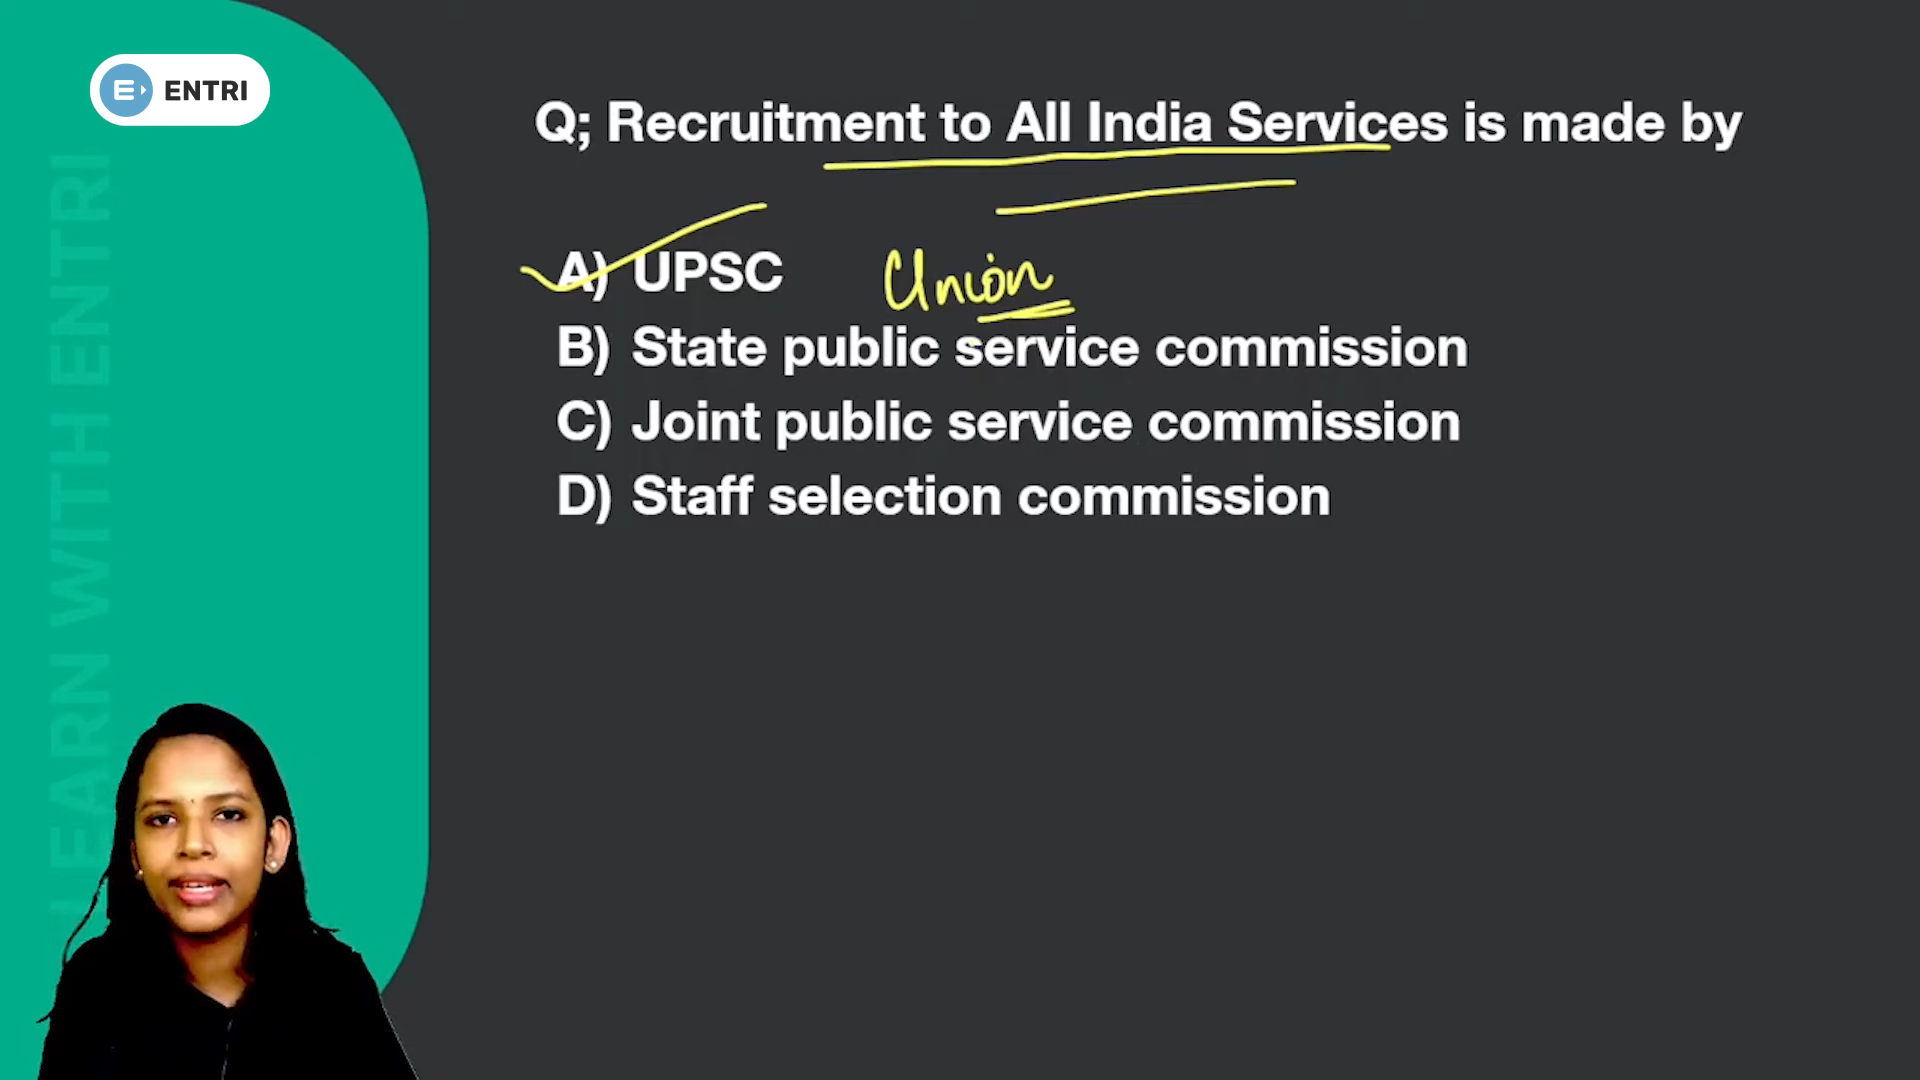 ENTRI
LEARN WITH ENTRI
Q; Recruitment to All India Services is made by
A) UPSC Union
B) State public service commission
C) Joint public service commission
D) Staff selection commission